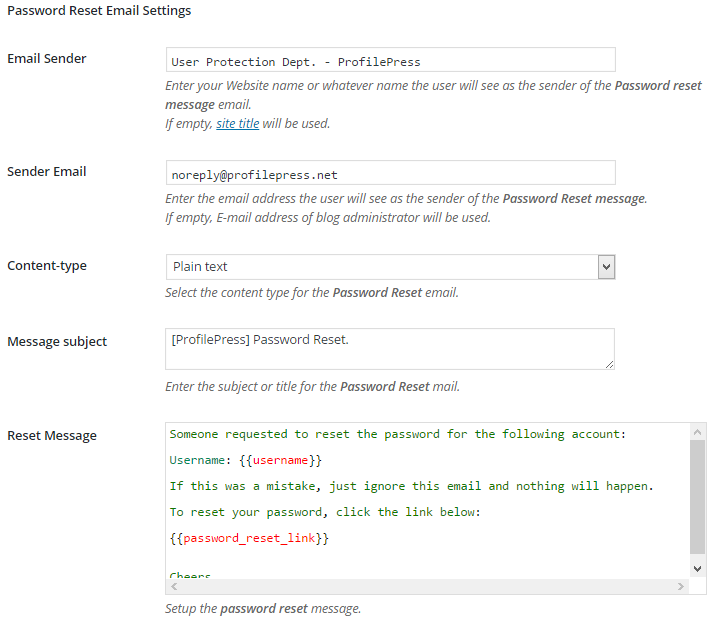 Password Reset Email Settings
Email Sender
User Protection Dept. - ProfilePress
Enter your Website name or whatever name the user will see as the sender of the Password reset
message email.
If empty, site title will be used.
Sender Email
noreply@profilepress.net
Enter the email address the user will see as the sender of the Password Reset message.
If empty, E-mail address of blog administrator will be used.
Content-type
Plain text
Select the content type for the Password Reset email.
Message subject
[ProfilePress] Password Reset.
Enter the subject or title for the Password Reset mail.
Reset Message
Someone requested to reset the password for the following account:
Username: {{username}}
If this was a mistake, just ignore this email and nothing will happen.
To reset your password, click the link below:
{{password_reset_link}}
Cheers
Setup the password reset message.